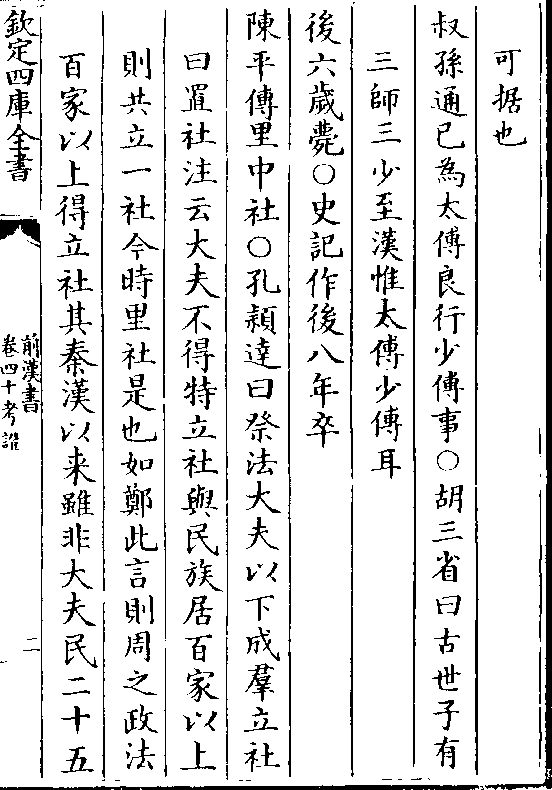 可据也
叔孫通已為太傅良行少傅事○胡三省曰古世子有
三師三少至漢惟太傅少傅耳
後六歲薨○史記作後八年卒
陳平傳里中社○孔頴達曰祭法大夫以下成羣立社
曰置社注云大夫不得特立社與民族居百家以上
則共立一社今時里社是也如鄭此言則周之政法
百家以上得立社其秦漢以来雖非大夫民二十五
欽定四庫全書
前漢書
卷四十考證
二